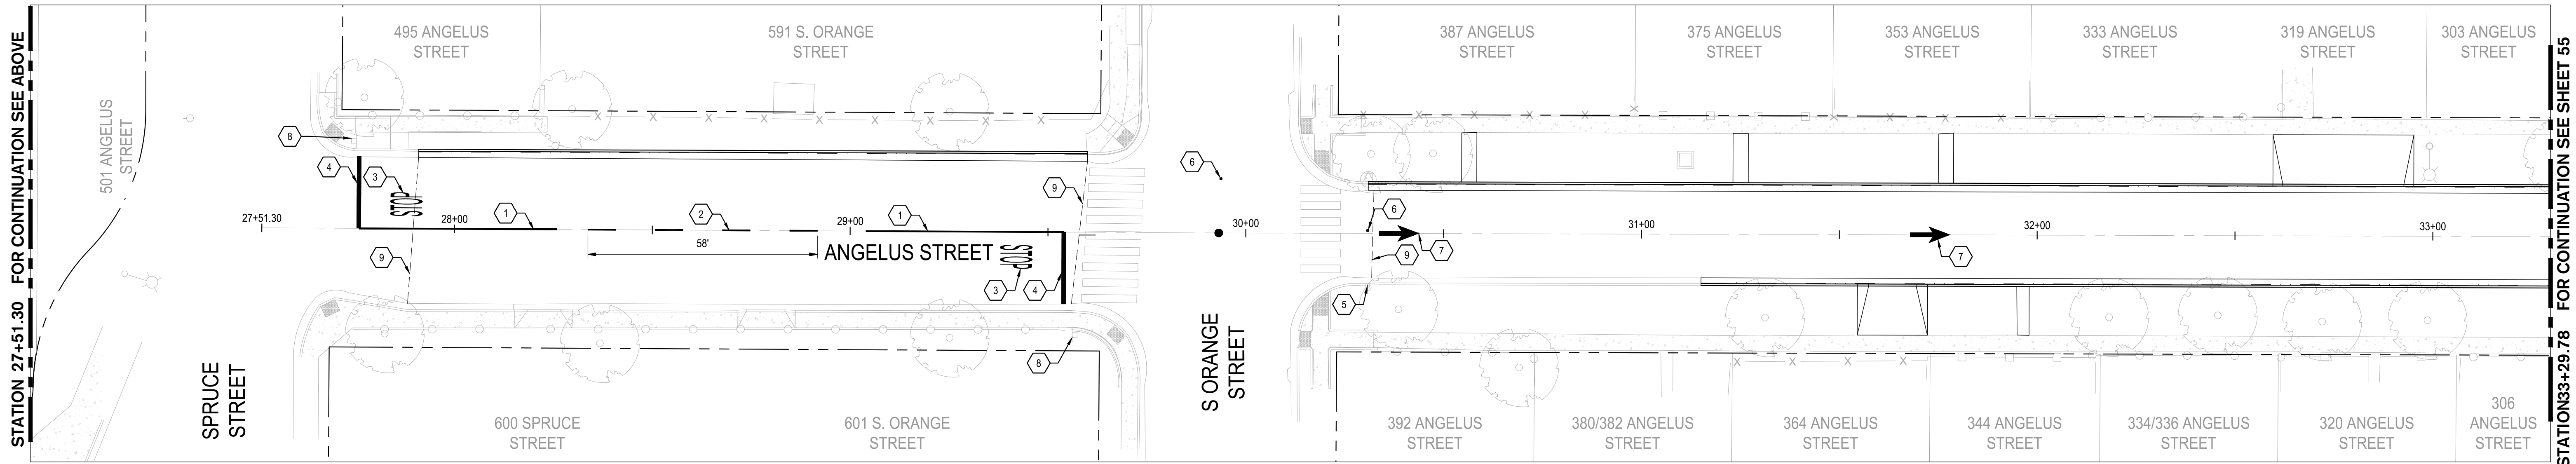 STATION 27+51.30 FOR CONTINUATION SEE ABOVE
501 ANGELUS
STREET
495 ANGELUS
STREET
591 S. ORANGE
STREET
387 ANGELUS
STREET
375 ANGELUS
STREET
353 ANGELUS
STREET
333 ANGELUS
STREET
319 ANGELUS
STREET
303 ANGELUS
STREET
8
4
3
STOP
9
6
27+51.30
28+00
1
2
1
29+00
30+00
6
31+00
32+00
33+00
58'
ANGELUS STREET
STOP
7
9
7
9
3
4
5
8
SPRUCE
STREET
S ORANGE
STREET
600 SPRUCE
STREET
601 S. ORANGE
STREET
392 ANGELUS
STREET
380/382 ANGELUS
STREET
364 ANGELUS
STREET
344 ANGELUS
STREET
334/336 ANGELUS
STREET
320 ANGELUS
STREET
306
ANGELUS
STREET
STATION33+29.78 FOR CONTINUATION SEE SHEET 55